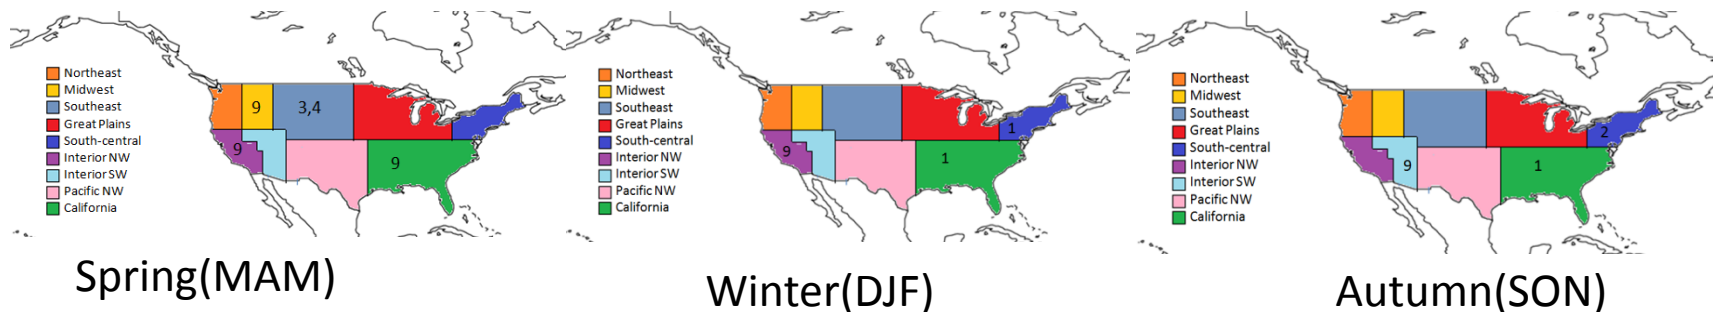 Northeast
Midwest
Southeast
Great Plains
South-central
Interior NW
Interior SW
Pacific NW
California
9
3,4
9
9
Spring(MAM)
Northeast
Midwest
Southeast
Great Plains
South-central
Interior NW
Interior SW
Pacific NW
California
1
9
1
Winter(DJF)
Northeast
Midwest
Southeast
Great Plains
South-central
Interior NW
Interior SW
Pacific NW
California
2
9
1
Autumn(SON)